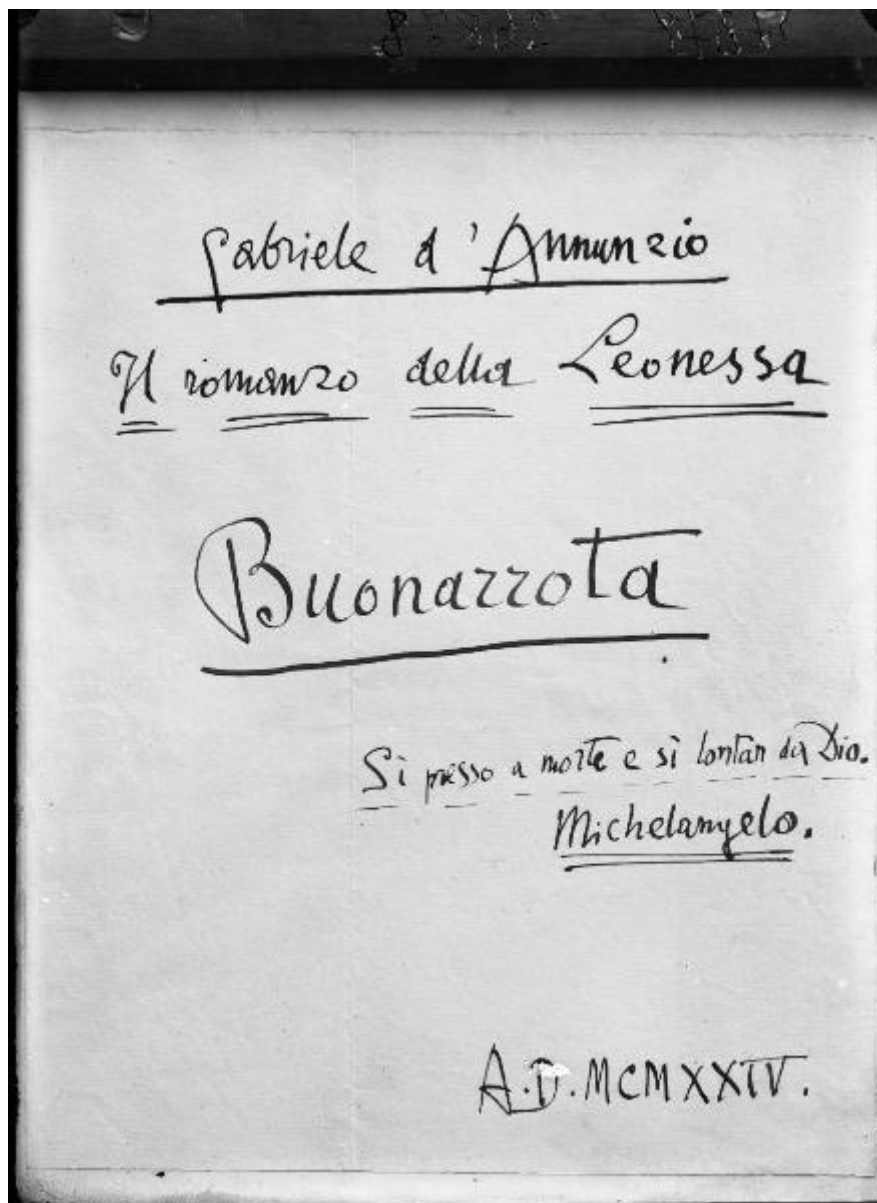 Gabriele d'Annunzio
Il romanzo della Leonessa
Buonarrota
Sì presso a morte e sì lontan da Dio.
Michelangelo.
A.D. MCMXXIV.